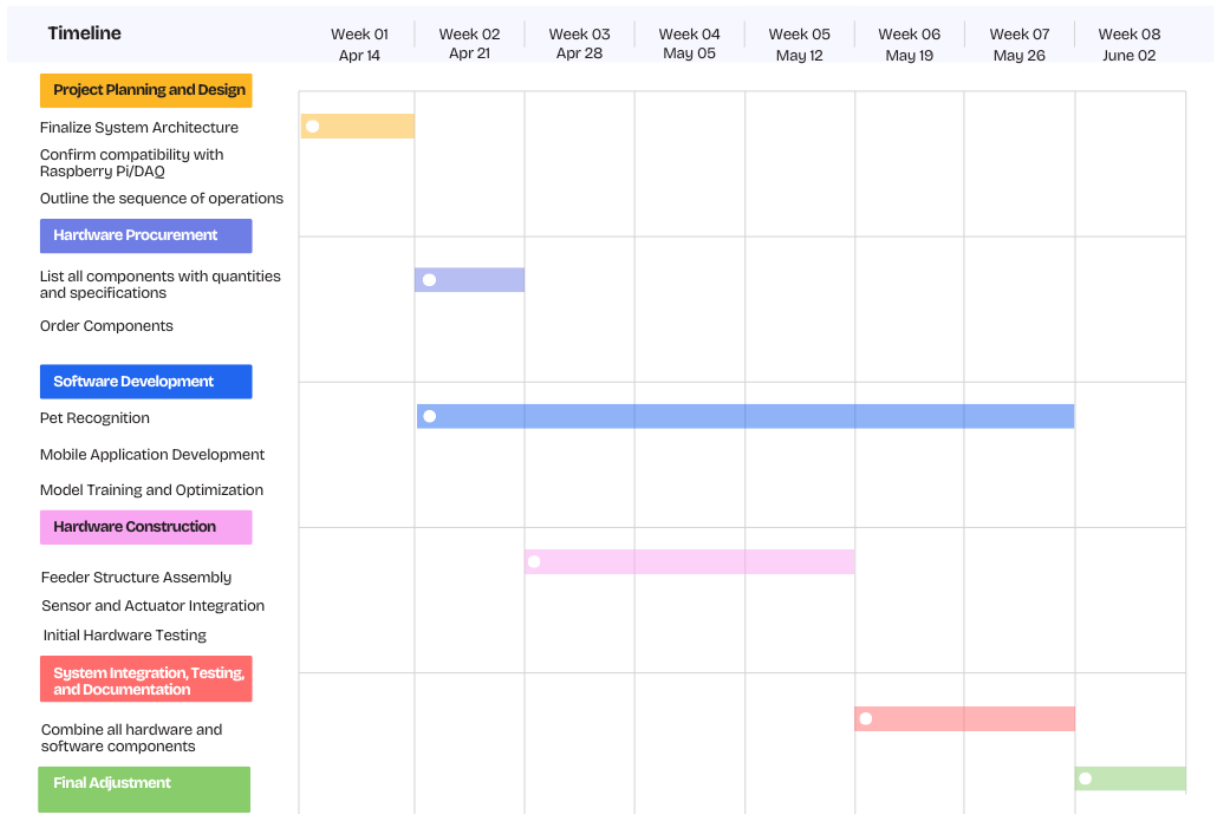 Timeline
Week 01
Week 02
Week 03
Week 04
Week 05
Week 06
Week 07
Week 08
Apr 14
Apr 21
Apr 28
May 05
May 12
May 19
May 26
June 02
Project Planning and Design
Finalize System Architecture
Confirm compatibility with
Raspberry Pi/DAQ
Outline the sequence of operations
Hardware Procurement
List all components with quantities
and specifications
Order Components
Software Development
Pet Recognition
Mobile Application Development
Model Training and Optimization
Hardware Construction
Feeder Structure Assembly
Sensor and Actuator Integration
Initial Hardware Testing
System Integration, Testing,
and Documentation
Combine all hardware and
software components
Final Adjustment